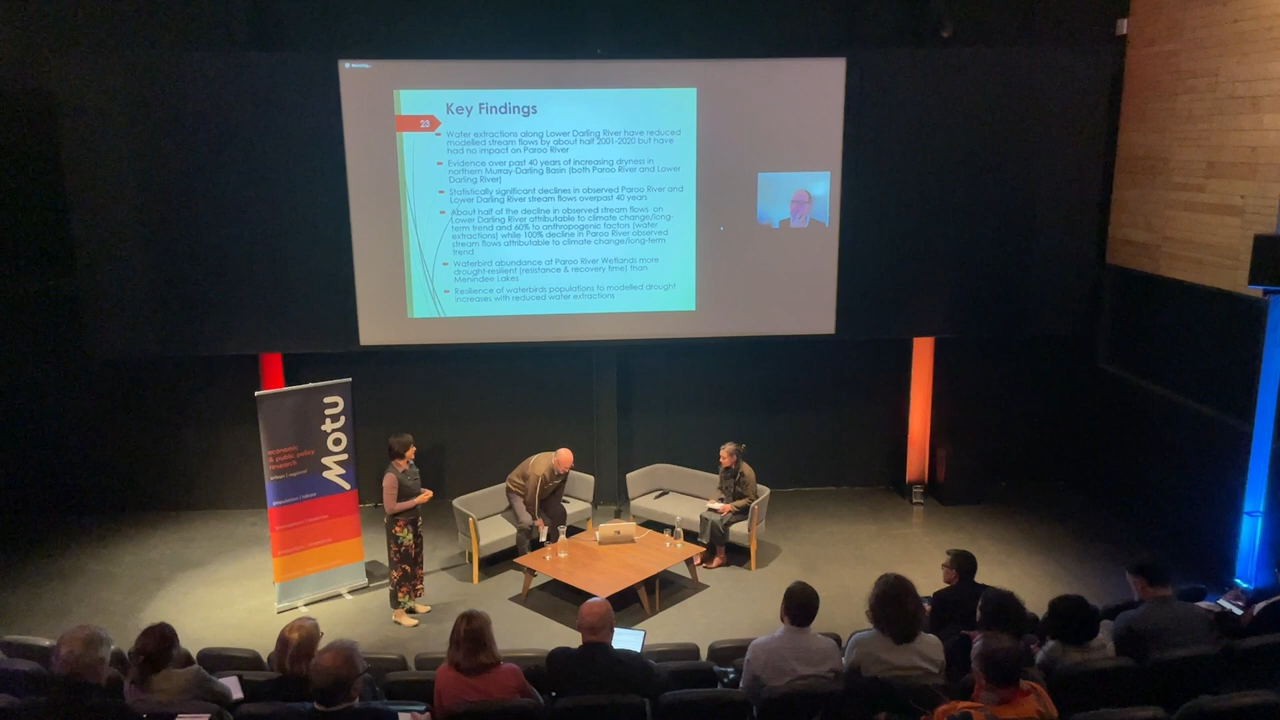 Key Findings
23
Water extractions along Lower Darling River have reduced
modelled stream flows by about half 2001-2020 but have
had no impact on Paroo River
Evidence over past 40 years of increasing dryness in
northern Murray-Darling Basin (both Paroo River and Lower
Darling River)
Statistically significant declines in observed Paroo River and
Lower Darling River stream flows overpast 40 years
About half of the decline in observed stream flows on
Lower Darling River attributable to climate change/long-
term trend and 60% to anthropogenic factors (water
extractions) while 100% decline in Paroo River observed
stream flows attributable to climate change/long-term
trend
Waterbird abundance at Paroo River Wetlands more
drought-resilient (resistance & recovery time) than
Menindee Lakes
Resilience of waterbirds populations to modelled drought
increases with reduced water extractions
Motu
economic
& public policy
research